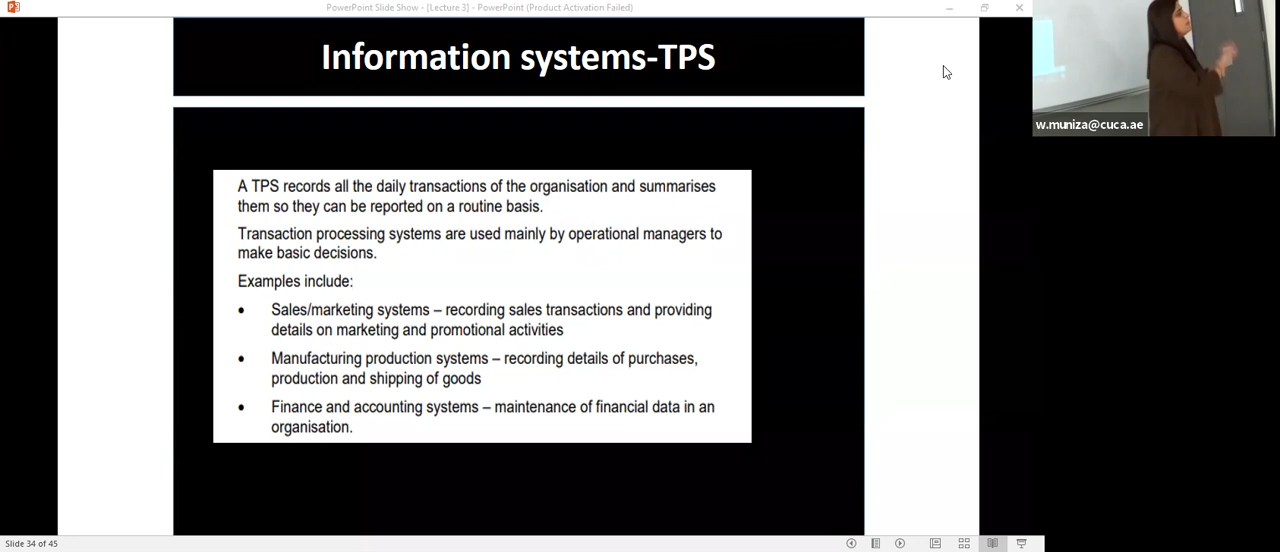 PowerPoint Slide Show - [Lecture 3] - PowerPoint (Product Activation Failed)
Information systems-TPS
w.muniza@cuca.ae
A TPS records all the daily transactions of the organisation and summarises
them so they can be reported on a routine basis.
Transaction processing systems are used mainly by operational managers to
make basic decisions.
Examples include:
• Sales/marketing systems – recording sales transactions and providing
details on marketing and promotional activities
• Manufacturing production systems – recording details of purchases,
production and shipping of goods
• Finance and accounting systems – maintenance of financial data in an
organisation.
Slide 34 of 45